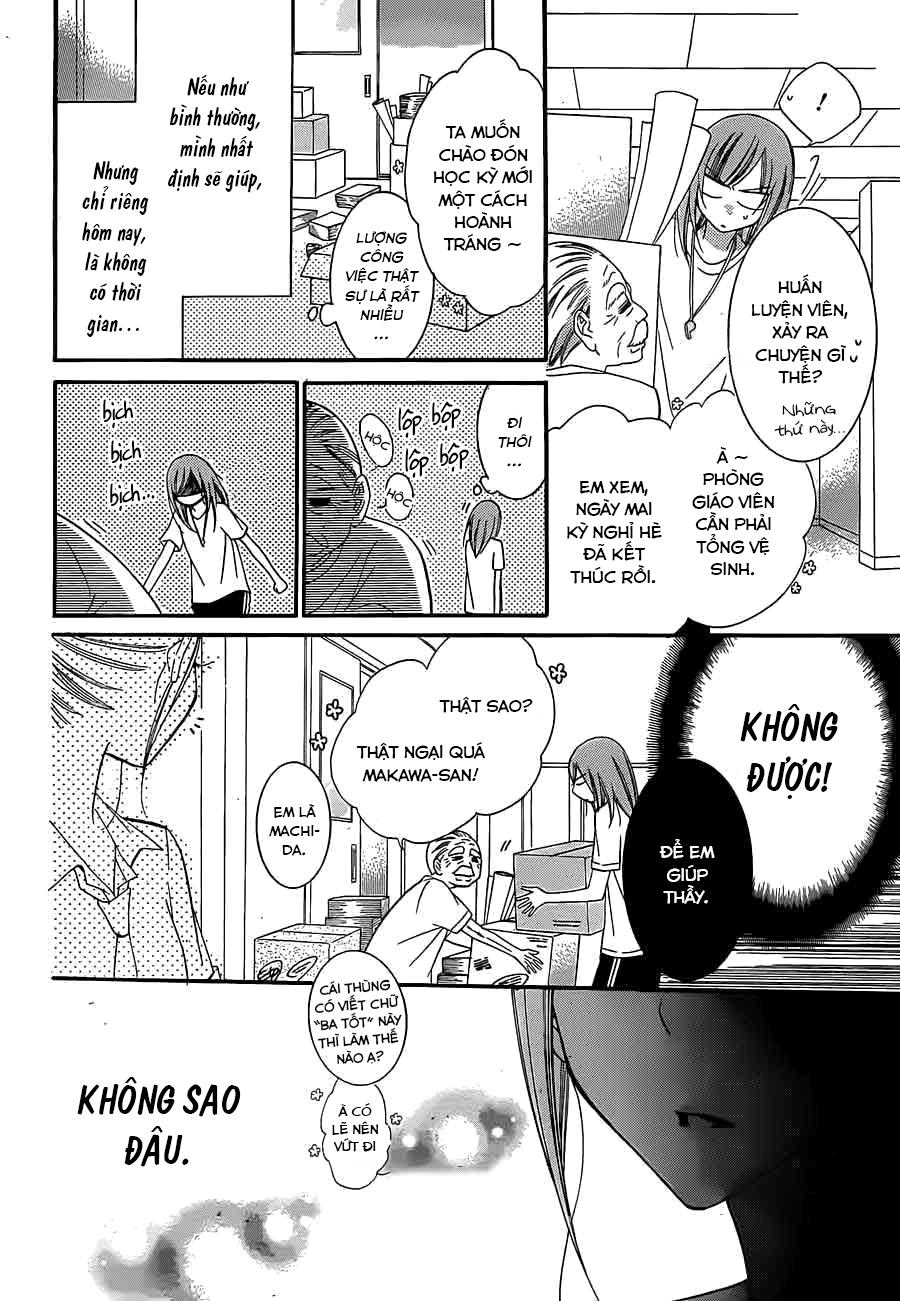 !
HUẤN
LUYỆN VIÊN,
XẢY RA
CHUYỆN GÌ
THẾ?
Những
thứ này...
À ~
PHÒNG
GIÁO VIÊN
CẦN PHẢI
TỔNG VỆ
SINH.
EM XEM,
NGÀY MAI
KỲ NGHỈ HÈ
ĐÃ KẾT
THÚC RỒI.
TA MUỐN
CHÀO ĐÓN
HỌC KỲ MỚI
MỘT CÁCH
HOÀNH
TRÁNG ~
LƯỢNG
CÔNG
VIỆC THẬT
SỰ LÀ RẤT
NHIỀU
...
Nếu như
bình thường,
mình nhất
định sẽ giúp,
Nhưng
chỉ riêng
hôm nay,
là không
có thời
gian...
ĐI
THÔI
...
lộp bộp
lộp bộp
HỘC
HỘC
bịch
bịch
bịch...
KHÔNG
ĐƯỢC!
ĐỂ EM
GIÚP
THẦY.
THẬT SAO?
THẬT NGẠI QUÁ
MAKAWA-SAN!
EM LÀ
MACHI-
DA.
CÁI THÙNG
CÓ VIẾT CHỮ
"BA TỐT" NÀY
THÌ LÀM THẾ
NÀO Ạ?
À CÓ
LẼ NÊN
VỨT ĐI
KHÔNG SAO
ĐÂU.